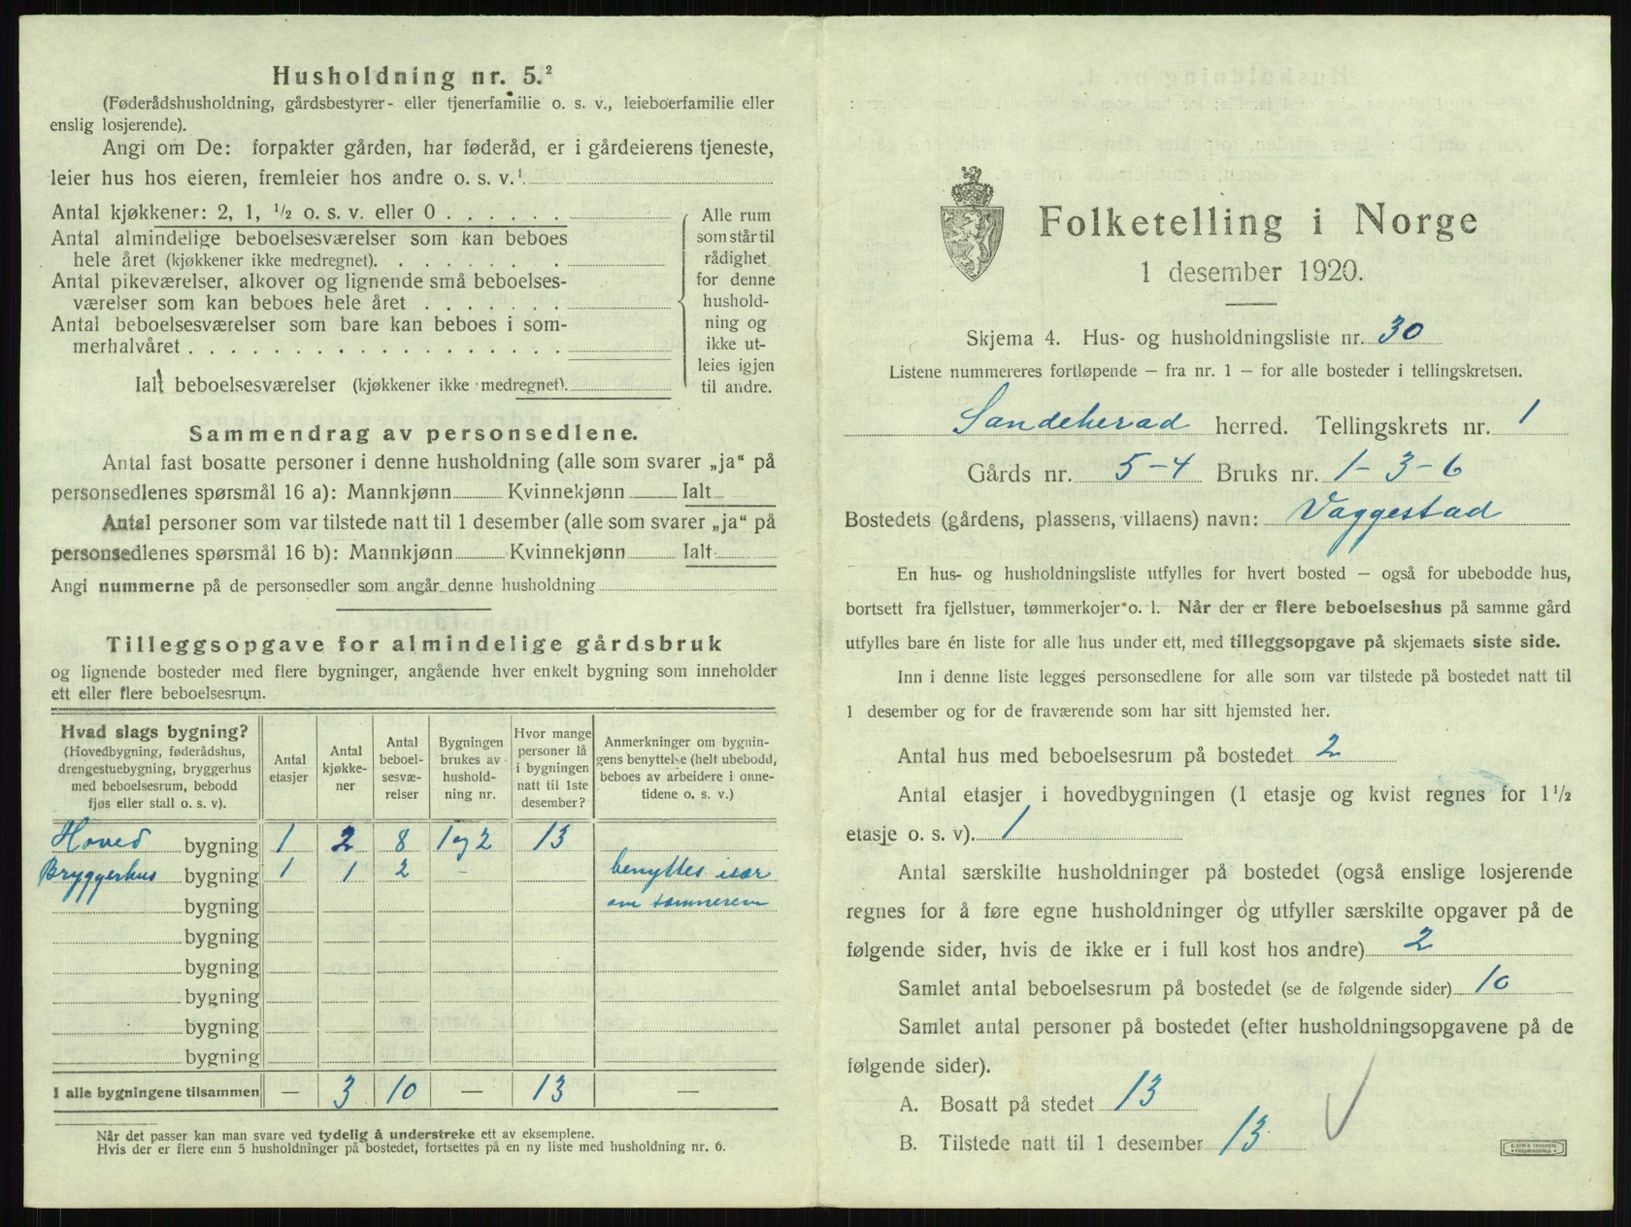 Husholdning nr. 5.²
(Føderådshusholdning, gårdsbestyrer- eller tjenerfamilie o. s. v., leieboerfamilie eller
enslig losjerende).
Angi om De: forpakter gården, har føderåd, er i gårdeierens tjeneste,
leier hus hos eieren, fremleier hos andre o. s. v.¹
Antal kjøkkener: 2, 1, ½ o. s. v. eller 0 . . . . . .
Antal almindelige beboelsesværelser som kan beboes
hele året (kjøkkener ikke medregnet). . . . . . . .
Antal pikeværelser, alkover og lignende små beboelses-
værelser som kan beboes hele året . . . . . . .
Antal beboelsesværelser som bare kan beboes i som-
merhalvåret . . . . . . . . . . . . . . . . . .
Ialt beboelsesværelser (kjøkkener ikke medregnet).
Alle rum
som står til
rådighet
for denne
hushold-
ning og
ikke ut-
leies igjen
til andre.
Sammendrag av personsedlene.
Antal fast bosatte personer i denne husholdning (alle som svarer „ja" på
personsedlenes spørsmål 16 a): Mannkjønn Kvinnekjønn Ialt
Antal personer som var tilstede natt til 1 desember (alle som svarer „ja" på
personsedlenes spørsmål 16 b): Mannkjønn Kvinnekjønn Ialt
Angi nummerne på de personsedler som angår denne husholdning
Tilleggsopgave for almindelige gårdsbruk
og lignende bosteder med flere bygninger, angående hver enkelt bygning som inneholder
ett eller flere beboelsesrum.
Hvad slags bygning?
(Hovedbygning, føderådshus,
drengestuebygning, bryggerhus
med beboelsesrum, bebodd
fjøs eller stall o. s. v).
Antal
etasjer
Antal
kjøkke-
ner
Antal
beboel-
sesvæ-
relser
Bygningen
brukes av
hushold-
ning nr.
Hvor mange
personer lå
i bygningen
natt til 1ste
desember?
Anmerkninger om bygnin-
gens benyttelse (helt ubebodd,
beboes av arbeidere i onne-
tidene o. s. v.)
Hoved bygning 1 2 8 1 og 2 13
Bryggerhus bygning 1 1 2 - benyttes især
bygning om sommeren
bygning
bygning
bygning
bygning
bygning
I alle bygningene tilsammen — 3 10 — 13 —
Når det passer kan man svare ved tydelig å understreke ett av eksemplene.
Hvis der er flere enn 5 husholdninger på bostedet, fortsettes på en ny liste med husholdning nr. 6.
Folketelling i Norge
1 desember 1920.
Skjema 4. Hus- og husholdningsliste nr. 30
Listene nummereres fortløpende – fra nr. 1 – for alle bosteder i tellingskretsen.
Sandeherad herred. Tellingskrets nr. 1
Gårds nr. 5-4 Bruks nr. 1-3-6
Bostedets (gårdens, plassens, villaens) navn: Vaggestad
En hus- og husholdningsliste utfylles for hvert bosted – også for ubebodde hus,
bortsett fra fjellstuer, tømmerkojer o. l. Når der er flere beboelseshus på samme gård
utfylles bare én liste for alle hus under ett, med tilleggsopgave på skjemaets siste side.
Inn i denne liste legges personsedlene for alle som var tilstede på bostedet natt til
1 desember og for de fraværende som har sitt hjemsted her.
Antal hus med beboelsesrum på bostedet 2
Antal etasjer i hovedbygningen (1 etasje og kvist regnes for 1½
etasje o. s. v). 1
Antal særskilte husholdninger på bostedet (også enslige losjerende
regnes for å føre egne husholdninger og utfyller særskilte opgaver på de
følgende sider, hvis de ikke er i full kost hos andre) 2
Samlet antal beboelsesrum på bostedet (se de følgende sider) 10
Samlet antal personer på bostedet (efter husholdningsopgavene på de
følgende sider).
A. Bosatt på stedet 13
B. Tilstede natt til 1 desember 13